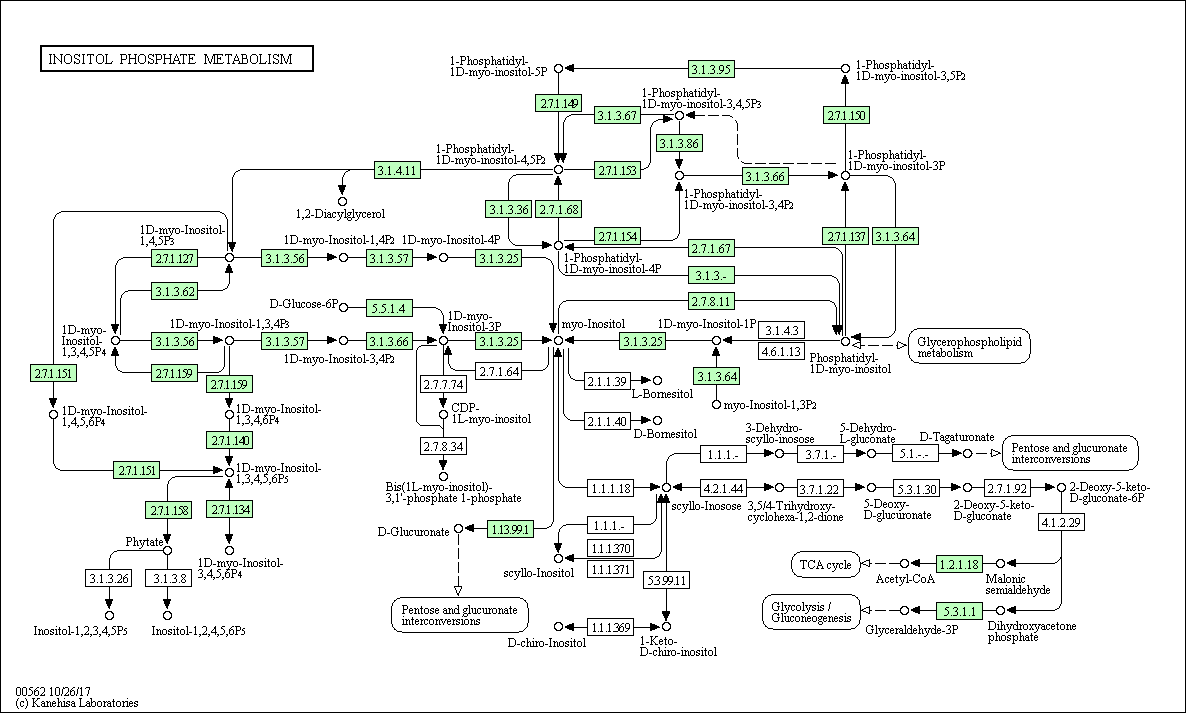 INOSITOL PHOSPHATE METABOLISM
1-Phosphatidyl-
1D-myo-inositol-5P
3.1.3.95
1-Phosphatidyl-
1D-myo-inositol-3,5P2
2.7.1.149
1-Phosphatidyl-
1D-myo-inositol-3,4,5P3
3.1.3.67
2.7.1.150
3.1.3.86
1-Phosphatidyl-
1D-myo-inositol-4,5P2
1-Phosphatidyl-
1D-myo-inositol-3P
3.1.4.11
2.7.1.153
3.1.3.66
1,2-Diacylglycerol
1-Phosphatidyl-
1D-myo-inositol-3,4P2
3.1.3.36
2.7.1.68
1D-myo-Inositol-
1,4,5P3
1D-myo-Inositol-1,4P2
1D-myo-Inositol-4P
2.7.1.154
2.7.1.137
3.1.3.64
2.7.1.67
2.7.1.127
3.1.3.56
3.1.3.57
3.1.3.25
1-Phosphatidyl-
1D-myo-inositol-4P
3.1.3.-
3.1.3.62
D-Glucose-6P
5.5.1.4
2.7.8.11
1D-myo-
Inositol-
1,3,4,5P4
1D-myo-Inositol-1,3,4P3
1D-myo-
Inositol-3P
myo-Inositol
1D-myo-Inositol-1P
3.1.4.3
3.1.3.56
3.1.3.57
3.1.3.66
3.1.3.25
3.1.3.25
4.6.1.13
Glycerophospholipid
metabolism
1D-myo-Inositol-3,4P2
Phosphatidyl-
1D-myo-inositol
2.7.1.151
2.7.1.159
2.7.1.159
2.7.7.74
2.7.1.64
2.1.1.39
3.1.3.64
L-Bornesitol
myo-Inositol-1,3P2
1D-myo-Inositol-
1,4,5,6P4
1D-myo-Inositol-
1,3,4,6P4
CDP-
1L-myo-inositol
2.1.1.40
D-Bornesitol
2.7.1.140
2.7.8.34
3-Dehydro-
scyllo-inosose
5-Dehydro-
L-gluconate
D-Tagaturonate
1.1.1.-
3.7.1.-
5.1.-.-
Pentose and glucuronate
interconversions
2.7.1.151
1D-myo-Inositol-
1,3,4,5,6P5
Bis(1L-myo-inositol)-
3,1'-phosphate 1-phosphate
1.1.1.18
4.2.1.44
3.7.1.22
5.3.1.30
2.7.1.92
2-Deoxy-5-keto-
D-gluconate-6P
scyllo-Inosose
3,5/4-Trihydroxy-
cyclohexa-1,2-dione
5-Deoxy-
D-glucuronate
2-Deoxy-5-keto-
D-gluconate
2.7.1.158
2.7.1.134
4.1.2.29
D-Glucuronate
1.13.99.1
1.1.1.-
Phytate
1.1.1.370
1D-myo-Inositol-
3,4,5,6P4
scyllo-Inositol
1.1.1.371
TCA cycle
1.2.1.18
Acetyl-CoA
Malonic
semialdehyde
3.1.3.26
3.1.3.8
5.3.99.11
Pentose and glucuronate
interconversions
Glycolysis /
Gluconeogenesis
5.3.1.1
Glyceraldehyde-3P
Dihydroxyacetone
phosphate
Inositol-1,2,3,4,5P5
Inositol-1,2,4,5,6P5
D-chiro-Inositol
1.1.1.369
1-Keto-
D-chiro-inositol
00562 10/26/17
(c) Kanehisa Laboratories